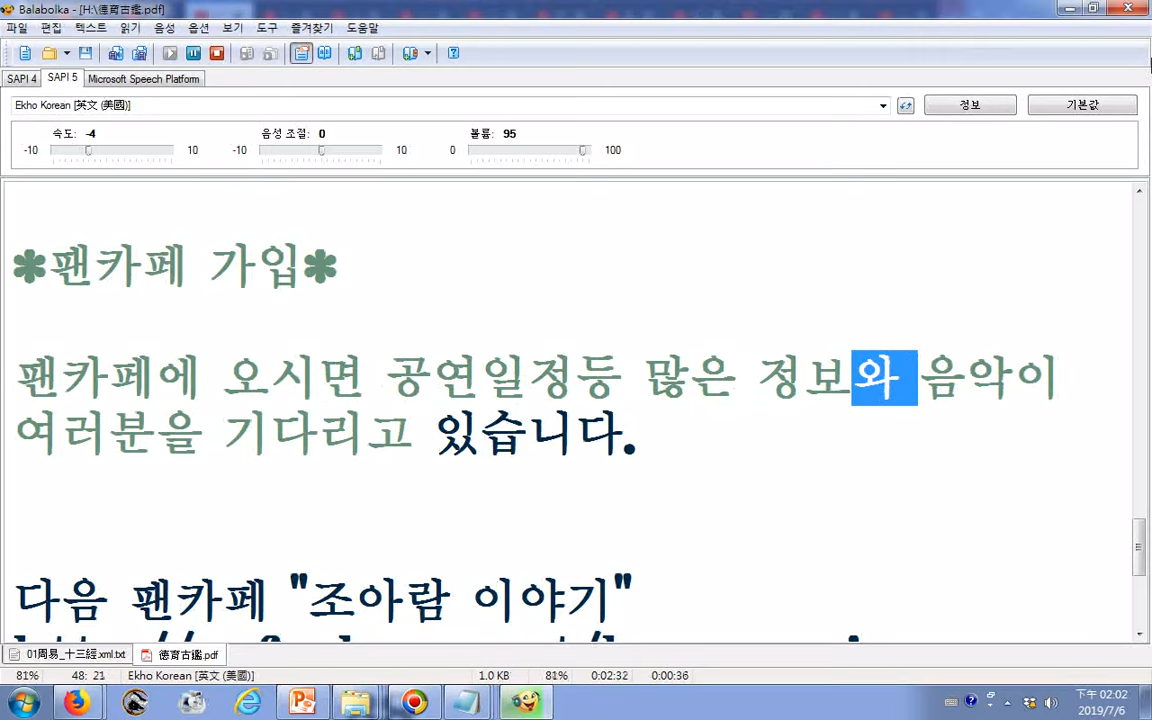 Balabolka - [H:\德育古鑑.pdf]
파일 편집 텍스트 읽기 음성 옵션 보기 도구 즐겨찾기 도움말
SAPI 4 SAPI 5 Microsoft Speech Platform
Ekho Korean [英文 (美國)] 정보 기본값
속도: -4 음성 조절: 0 볼륨: 95
-10 10 -10 10 0 100
✽팬카페 가입✽
팬카페에 오시면 공연일정등 많은 정보와 음악이
여러분을 기다리고 있습니다.
다음 팬카페 "조아람 이야기"
01周易_十三經.xml.txt 德育古鑑.pdf
81% 48: 21 Ekho Korean [英文 (美國)] 1.0 KB 81% 0:02:32 0:00:36
下午 02:02
2019/7/6